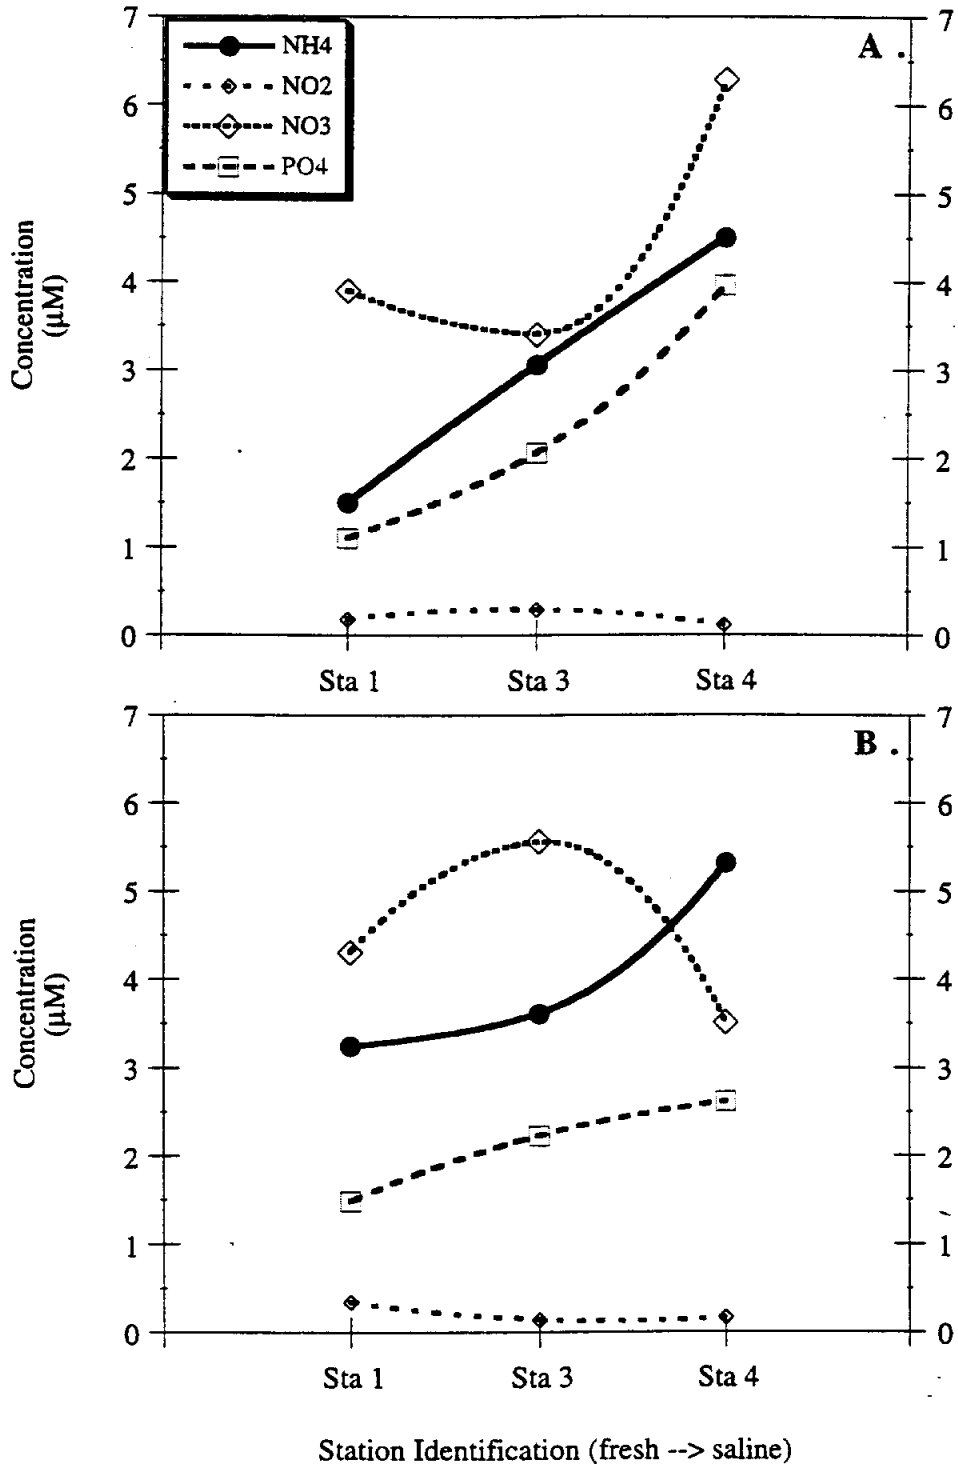 7
6
5
4
3
2
1
0
Concentration
(µM)
NH4
NO2
NO3
PO4
A .
7
6
5
4
3
2
1
0
Sta 1 Sta 3 Sta 4
7
6
5
4
3
2
1
0
Concentration
(µM)
B .
7
6
5
4
3
2
1
0
Sta 1 Sta 3 Sta 4
Station Identification (fresh --> saline)